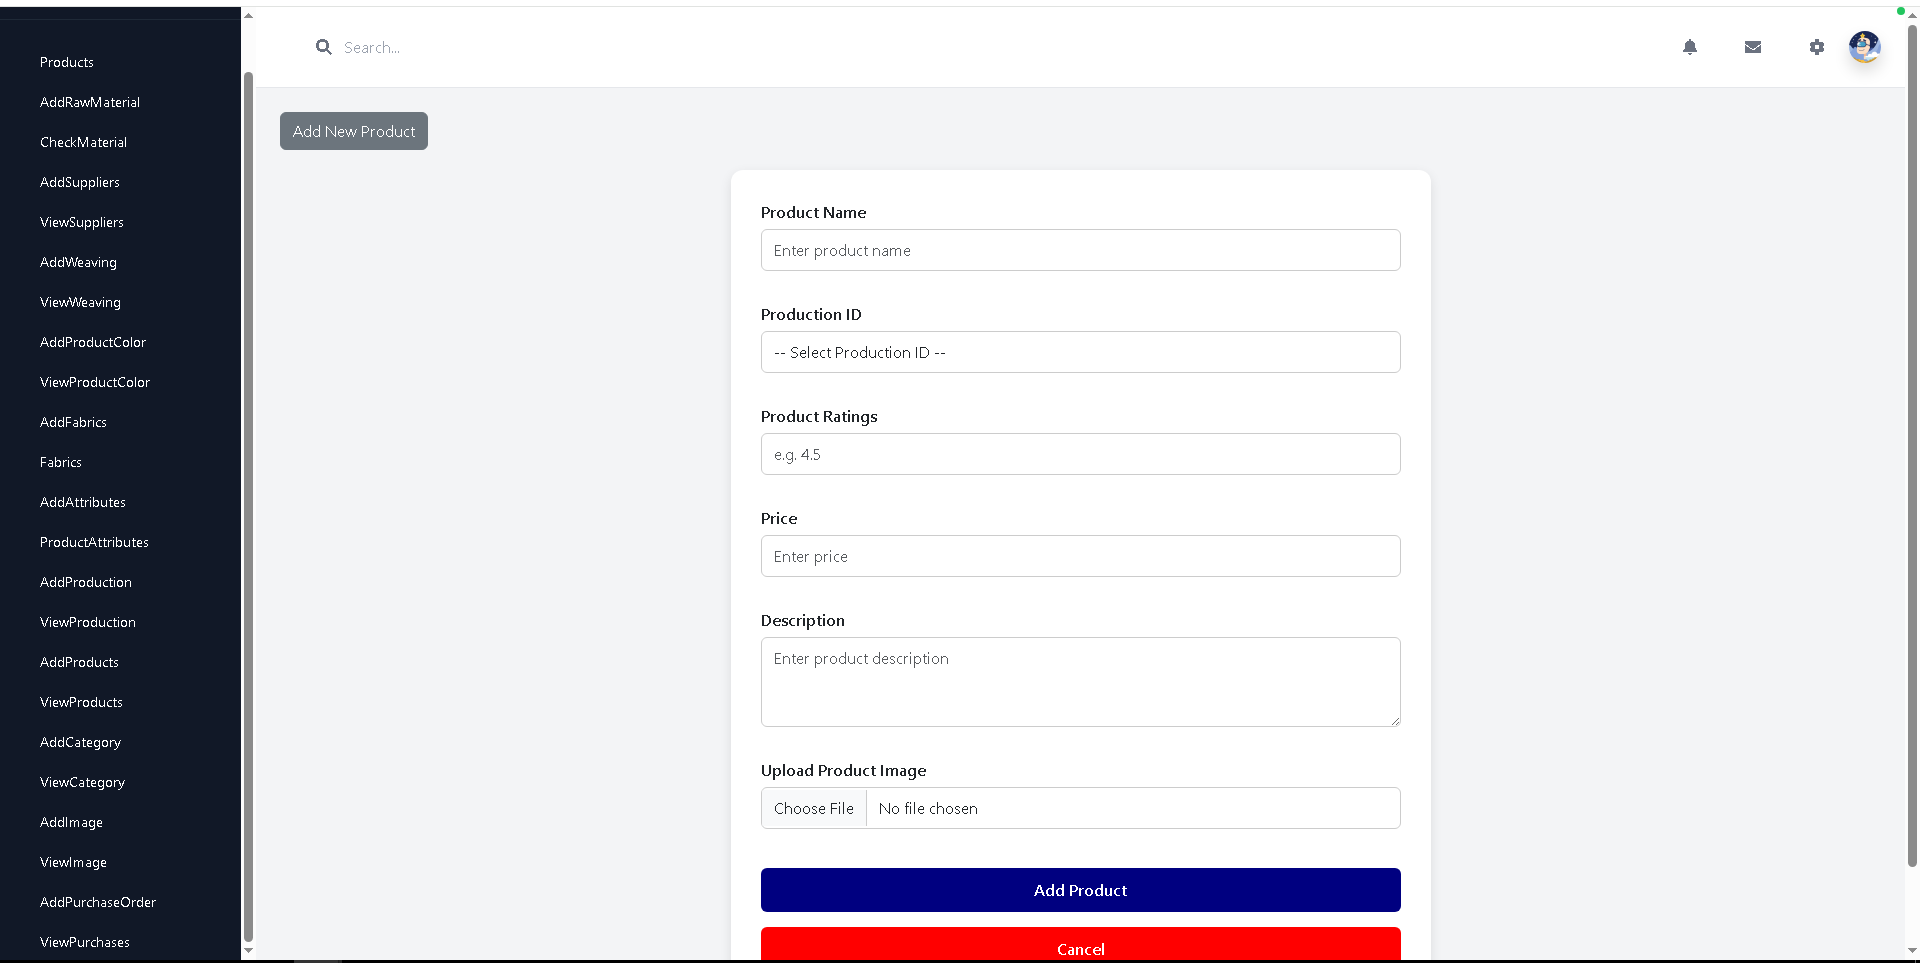 Products
AddRawMaterial
CheckMaterial
AddSuppliers
ViewSuppliers
AddWeaving
ViewWeaving
AddProductColor
ViewProductColor
AddFabrics
Fabrics
AddAttributes
ProductAttributes
AddProduction
ViewProduction
AddProducts
ViewProducts
AddCategory
ViewCategory
AddImage
ViewImage
AddPurchaseOrder
ViewPurchases
Search...
Add New Product
Product Name
Enter product name
Production ID
-- Select Production ID --
Product Ratings
e.g. 4.5
Price
Enter price
Description
Enter product description
Upload Product Image
Choose File No file chosen
Add Product
Cancel